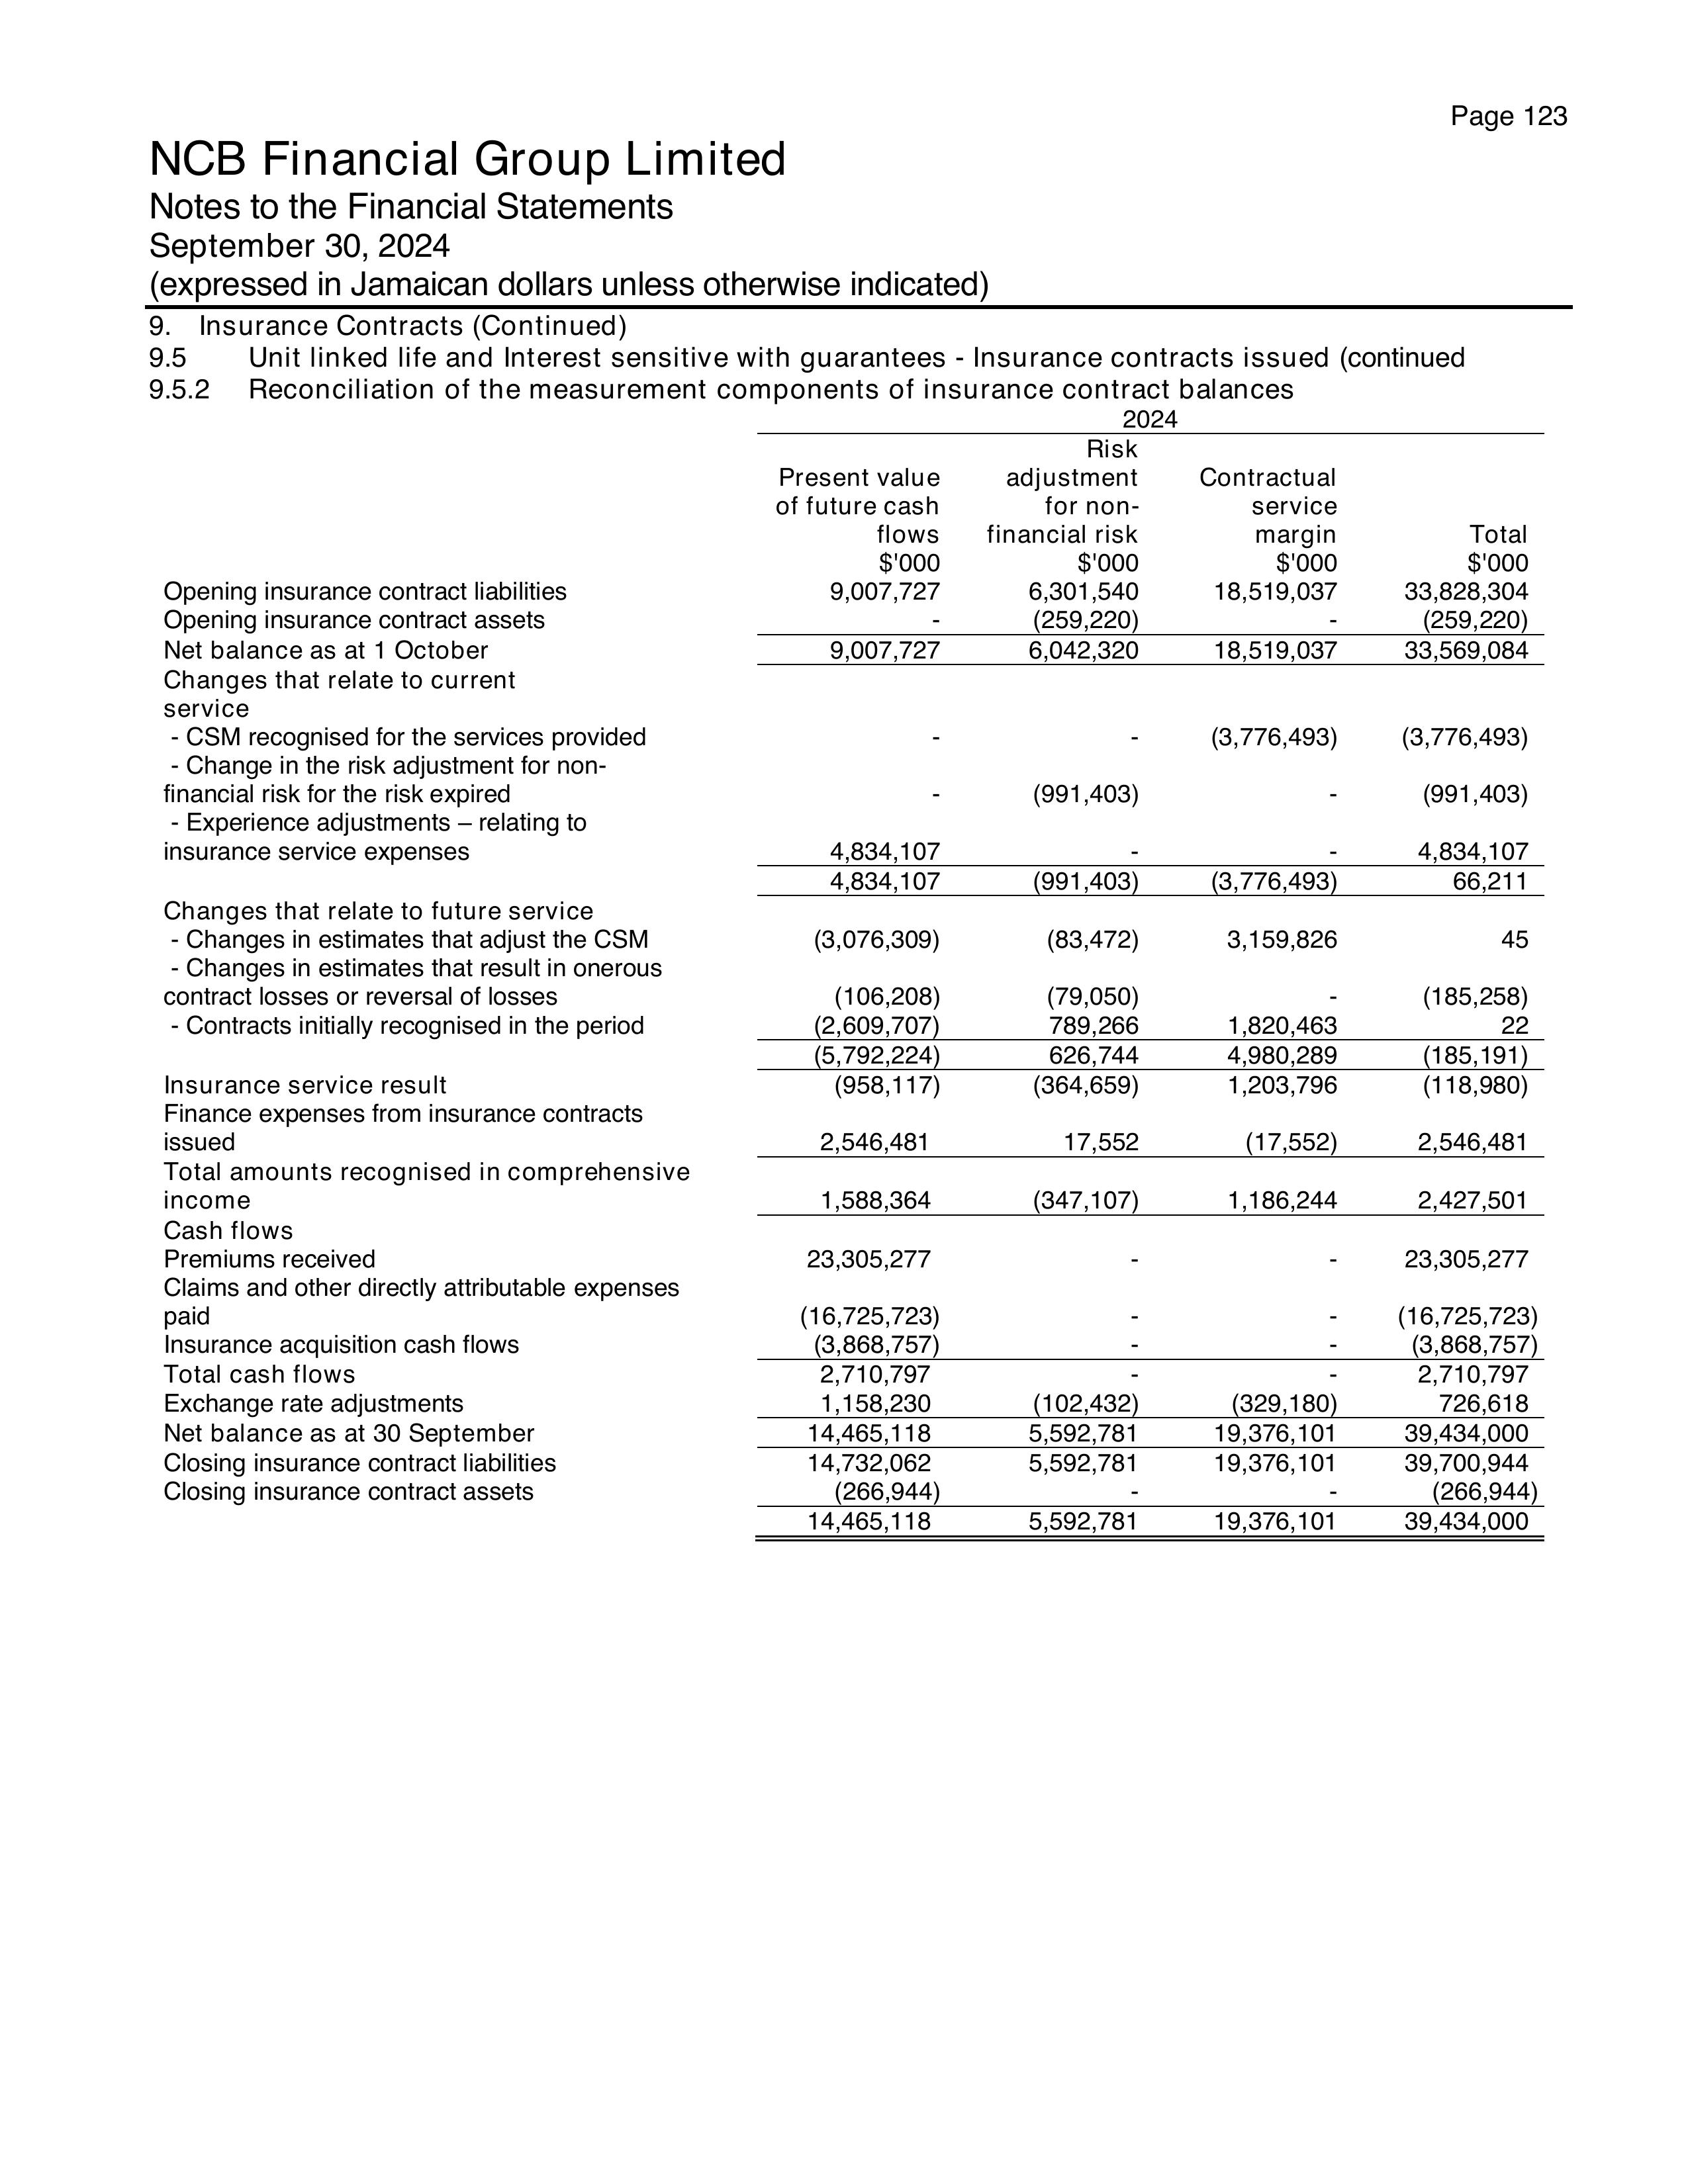 Page 123
NCB Financial Group Limited
Notes to the Financial Statements
September 30, 2024
(expressed in Jamaican dollars unless otherwise indicated)
9. Insurance Contracts (Continued)
9.5 Unit linked life and Interest sensitive with guarantees - Insurance contracts issued (continued
9.5.2 Reconciliation of the measurement components of insurance contract balances
2024
Risk
Present value adjustment Contractual
of future cash for non- service
flows financial risk margin Total
$'000 $'000 $'000 $'000
Opening insurance contract liabilities 9,007,727 6,301,540 18,519,037 33,828,304
Opening insurance contract assets - (259,220) - (259,220)
Net balance as at 1 October 9,007,727 6,042,320 18,519,037 33,569,084
Changes that relate to current
service
- CSM recognised for the services provided - - (3,776,493) (3,776,493)
- Change in the risk adjustment for non-
financial risk for the risk expired - (991,403) - (991,403)
- Experience adjustments – relating to
insurance service expenses 4,834,107 - - 4,834,107
4,834,107 (991,403) (3,776,493) 66,211
Changes that relate to future service
- Changes in estimates that adjust the CSM (3,076,309) (83,472) 3,159,826 45
- Changes in estimates that result in onerous
contract losses or reversal of losses (106,208) (79,050) - (185,258)
- Contracts initially recognised in the period (2,609,707) 789,266 1,820,463 22
(5,792,224) 626,744 4,980,289 (185,191)
Insurance service result (958,117) (364,659) 1,203,796 (118,980)
Finance expenses from insurance contracts
issued 2,546,481 17,552 (17,552) 2,546,481
Total amounts recognised in comprehensive
income 1,588,364 (347,107) 1,186,244 2,427,501
Cash flows
Premiums received 23,305,277 - - 23,305,277
Claims and other directly attributable expenses
paid (16,725,723) - - (16,725,723)
Insurance acquisition cash flows (3,868,757) - - (3,868,757)
Total cash flows 2,710,797 - - 2,710,797
Exchange rate adjustments 1,158,230 (102,432) (329,180) 726,618
Net balance as at 30 September 14,465,118 5,592,781 19,376,101 39,434,000
Closing insurance contract liabilities 14,732,062 5,592,781 19,376,101 39,700,944
Closing insurance contract assets (266,944) - - (266,944)
14,465,118 5,592,781 19,376,101 39,434,000